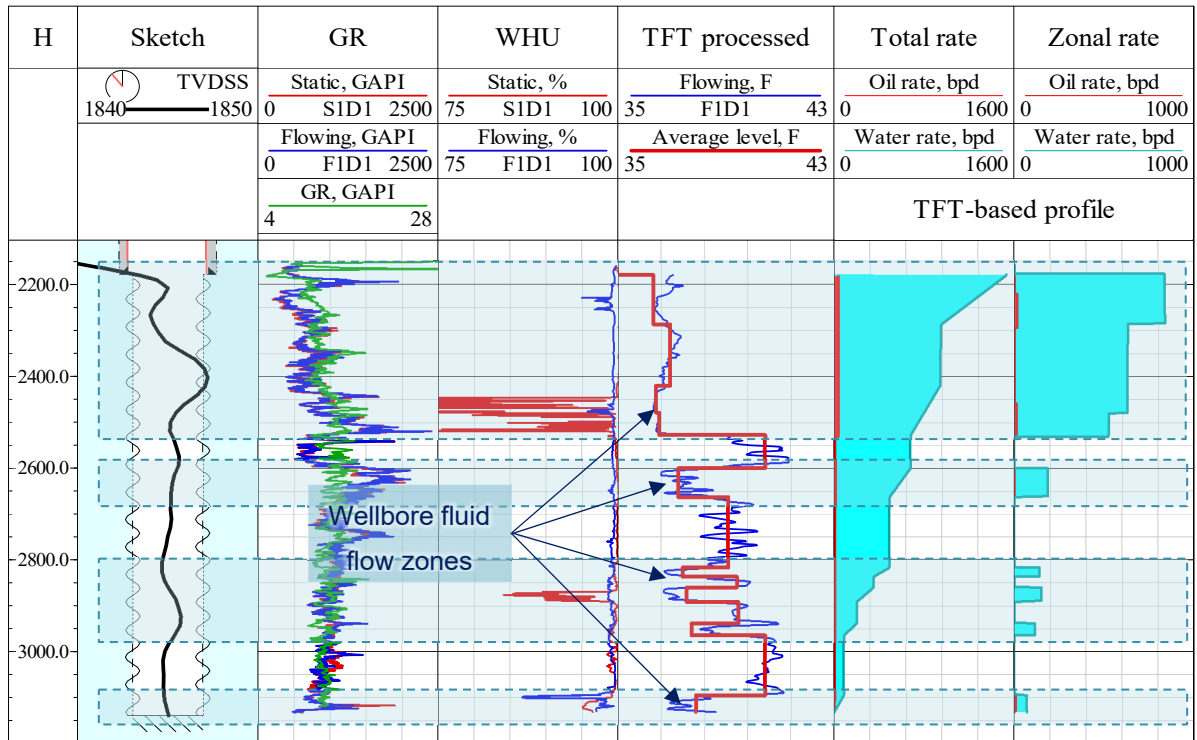 H Sketch GR WHU TFT processed Total rate Zonal rate
TVDSS Static, GAPI Static, % Flowing, F Oil rate, bpd Oil rate, bpd
1840 1850 0 S1D1 2500 75 S1D1 100 35 F1D1 43 0 1600 0 1000
Flowing, GAPI Flowing, % Average level, F Water rate, bpd Water rate, bpd
0 F1D1 2500 75 F1D1 100 35 43 0 1600 0 1000
GR, GAPI
4 28
TFT-based profile
2200.0
2400.0
2600.0
Wellbore fluid
flow zones
2800.0
3000.0